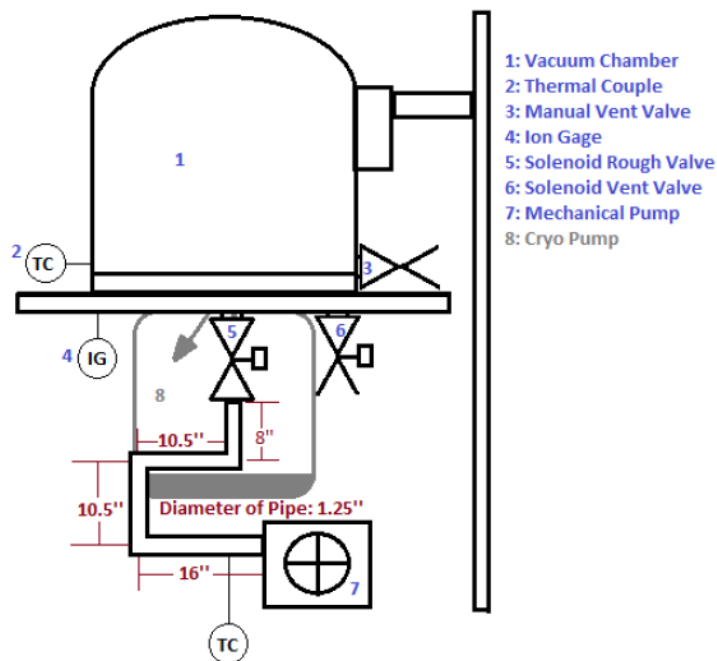 1: Vacuum Chamber
2: Thermal Couple
3: Manual Vent Valve
4: Ion Gage
5: Solenoid Rough Valve
6: Solenoid Vent Valve
7: Mechanical Pump
8: Cryo Pump
1
2
TC
3
4
IG
5
6
8
10.5''
8"
10.5''
Diameter of Pipe: 1.25''
16''
7
TC